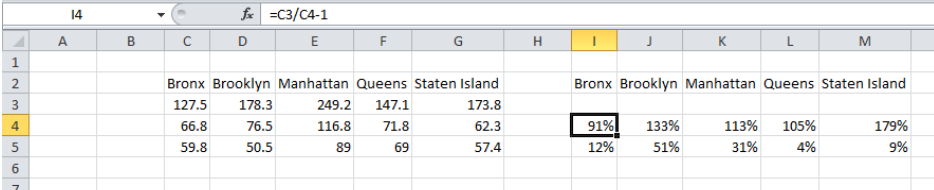 I4 fx =C3/C4-1
A B C D E F G H I J K L M
1
2 Bronx Brooklyn Manhattan Queens Staten Island Bronx Brooklyn Manhattan Queens Staten Island
3 127.5 178.3 249.2 147.1 173.8
4 66.8 76.5 116.8 71.8 62.3 91% 133% 113% 105% 179%
5 59.8 50.5 89 69 57.4 12% 51% 31% 4% 9%
6
7